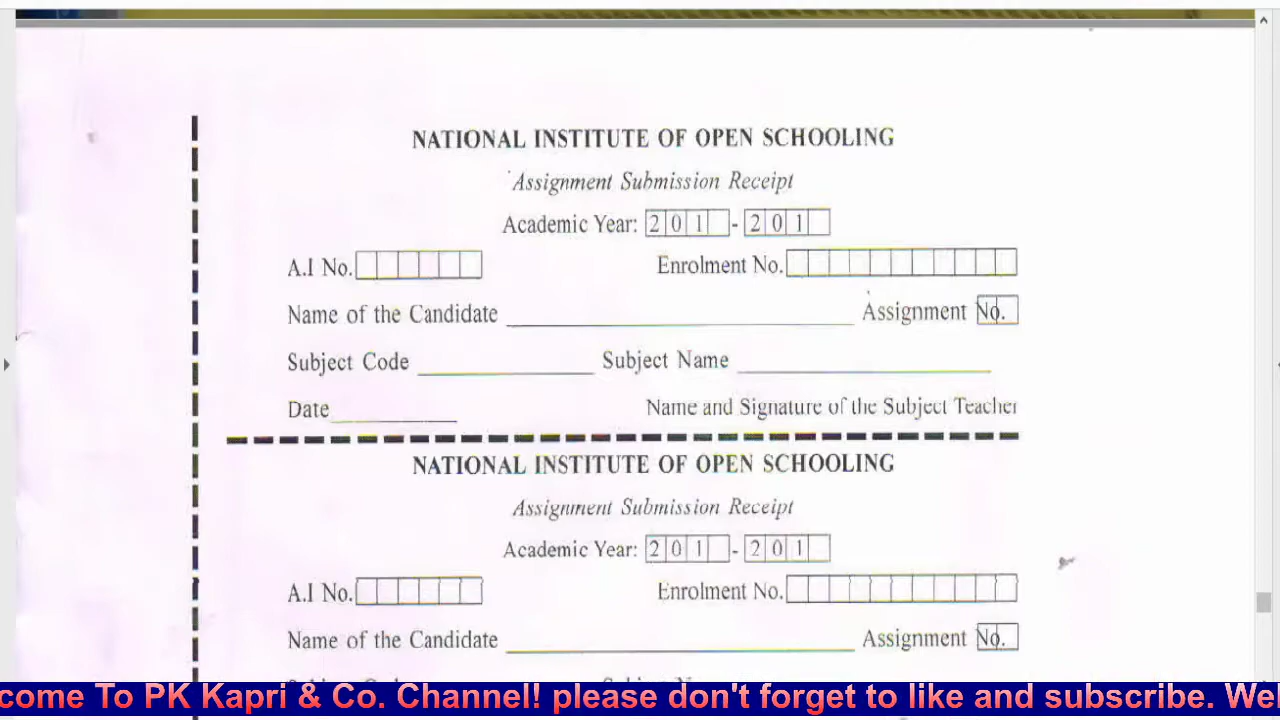 NATIONAL INSTITUTE OF OPEN SCHOOLING
Assignment Submission Receipt
Academic Year: 201 - 201
A.I No. Enrolment No.
Name of the Candidate Assignment No.
Subject Code Subject Name
Date Name and Signature of the Subject Teacher
NATIONAL INSTITUTE OF OPEN SCHOOLING
Assignment Submission Receipt
Academic Year: 201 - 201
A.I No. Enrolment No.
Name of the Candidate Assignment No.
come To PK Kapri & Co. Channel! please don't forget to like and subscribe. Wel